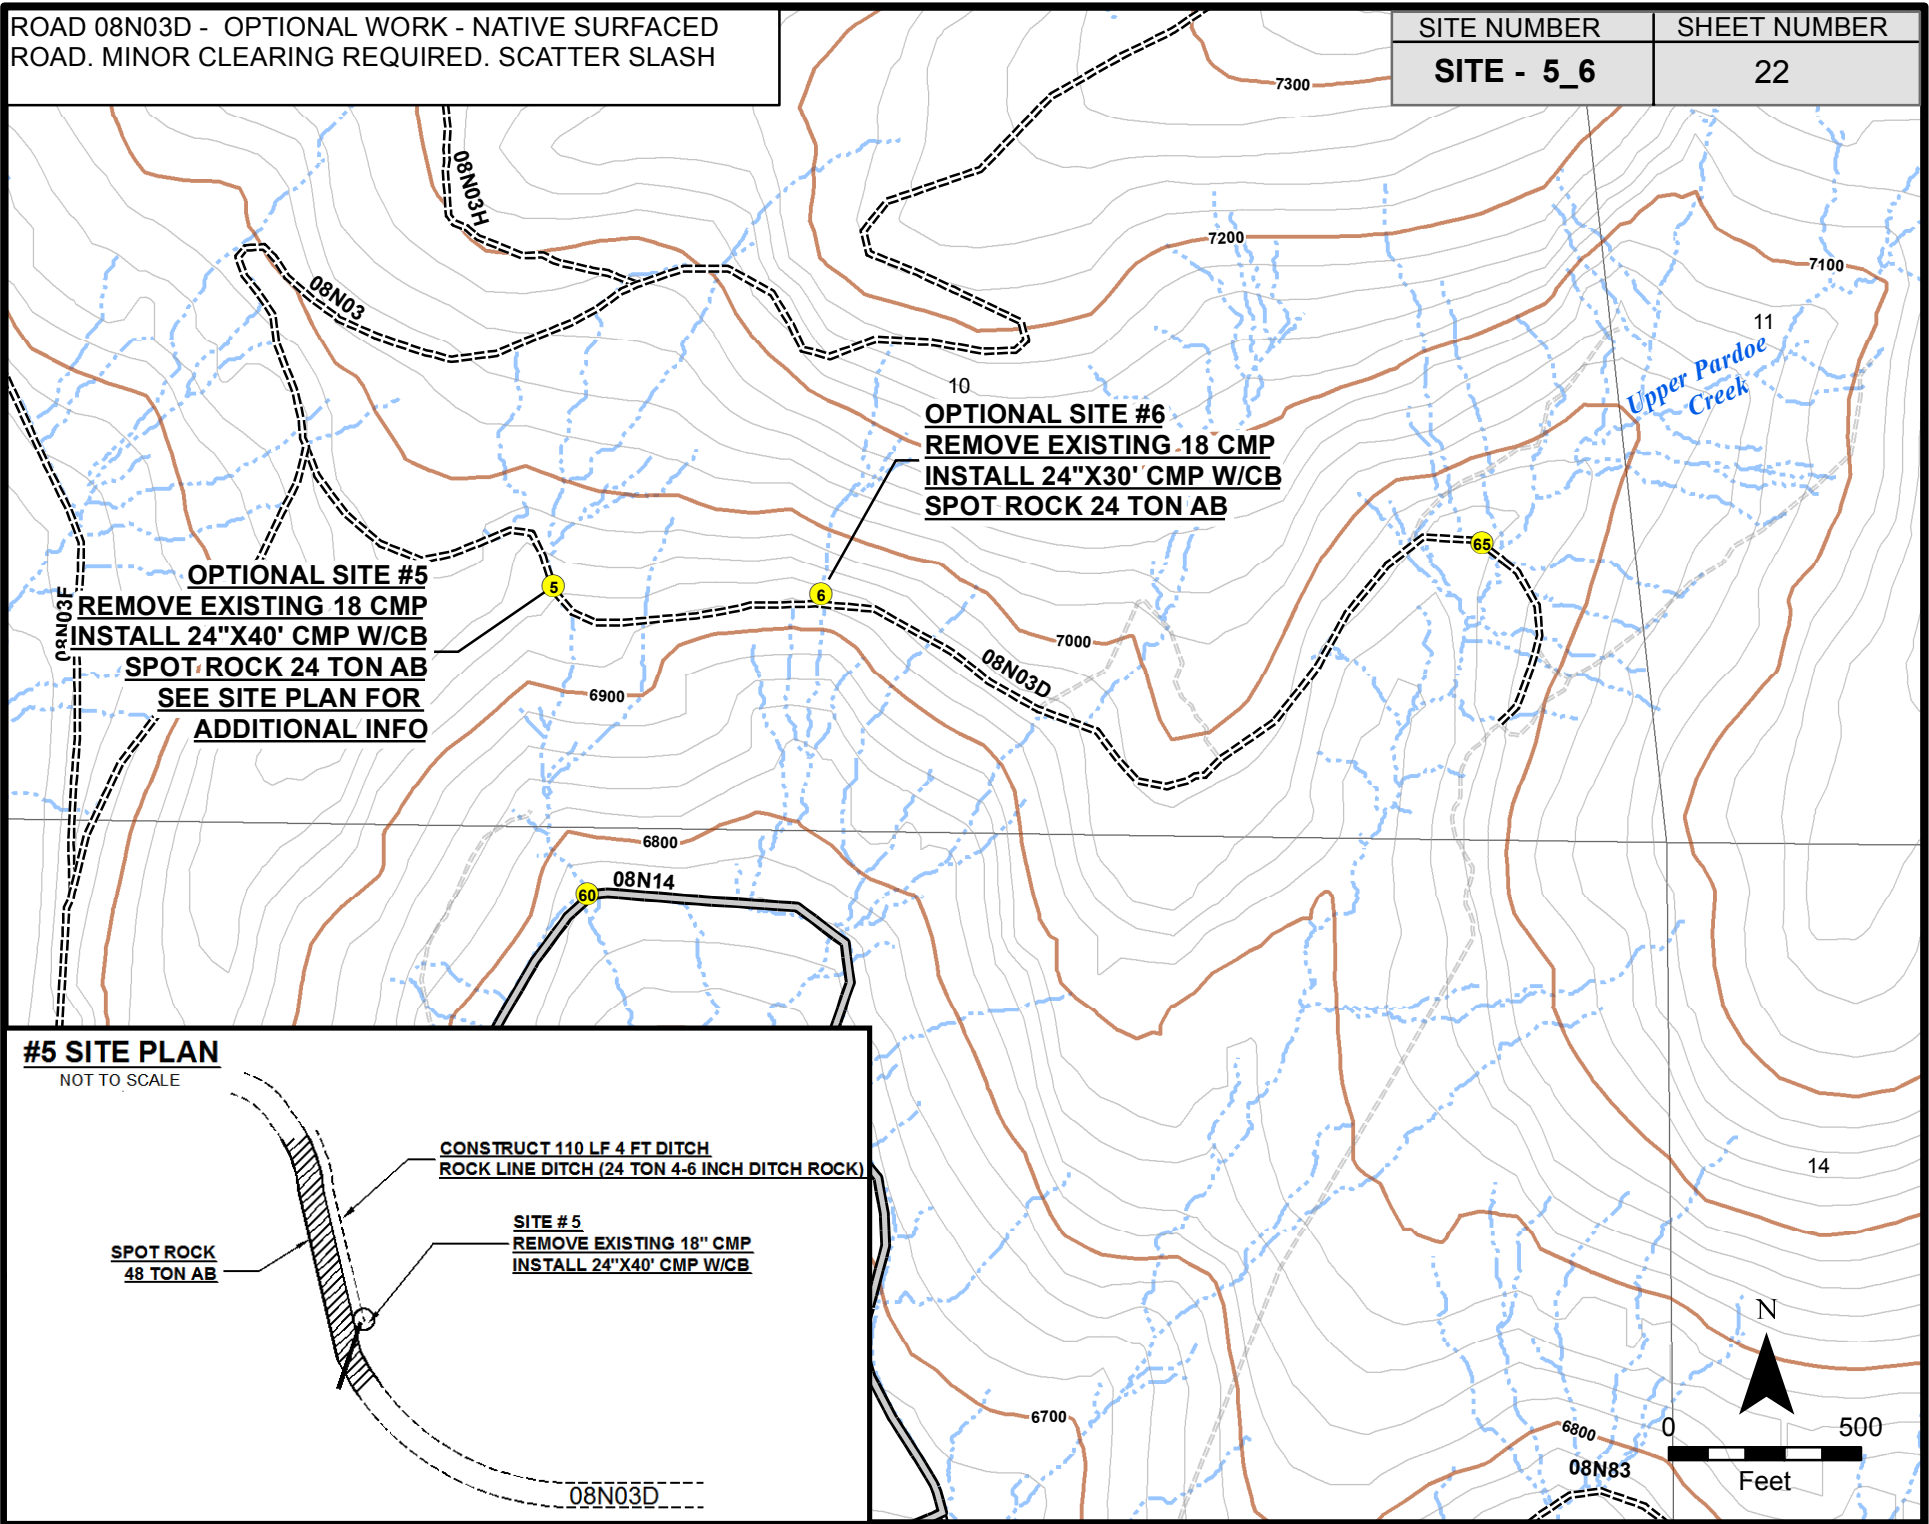 ROAD 08N03D - OPTIONAL WORK - NATIVE SURFACED
ROAD. MINOR CLEARING REQUIRED. SCATTER SLASH
SITE NUMBER
SHEET NUMBER
SITE - 5_6
22
7300
08N03H
7200
7100
08N03
11
Upper Pardoe
Creek
10
OPTIONAL SITE #6
REMOVE EXISTING 18 CMP
INSTALL 24"X30' CMP W/CB
SPOT ROCK 24 TON AB
65
OPTIONAL SITE #5
REMOVE EXISTING 18 CMP
INSTALL 24"X40' CMP W/CB
SPOT ROCK 24 TON AB
SEE SITE PLAN FOR
ADDITIONAL INFO
08N03F
5
6
7000
08N03D
6900
6800
08N14
60
#5 SITE PLAN
NOT TO SCALE
CONSTRUCT 110 LF 4 FT DITCH
ROCK LINE DITCH (24 TON 4-6 INCH DITCH ROCK)
SITE # 5
REMOVE EXISTING 18" CMP
INSTALL 24"X40' CMP W/CB
SPOT ROCK
48 TON AB
08N03D
14
6700
6800
08N83
N
0
500
Feet